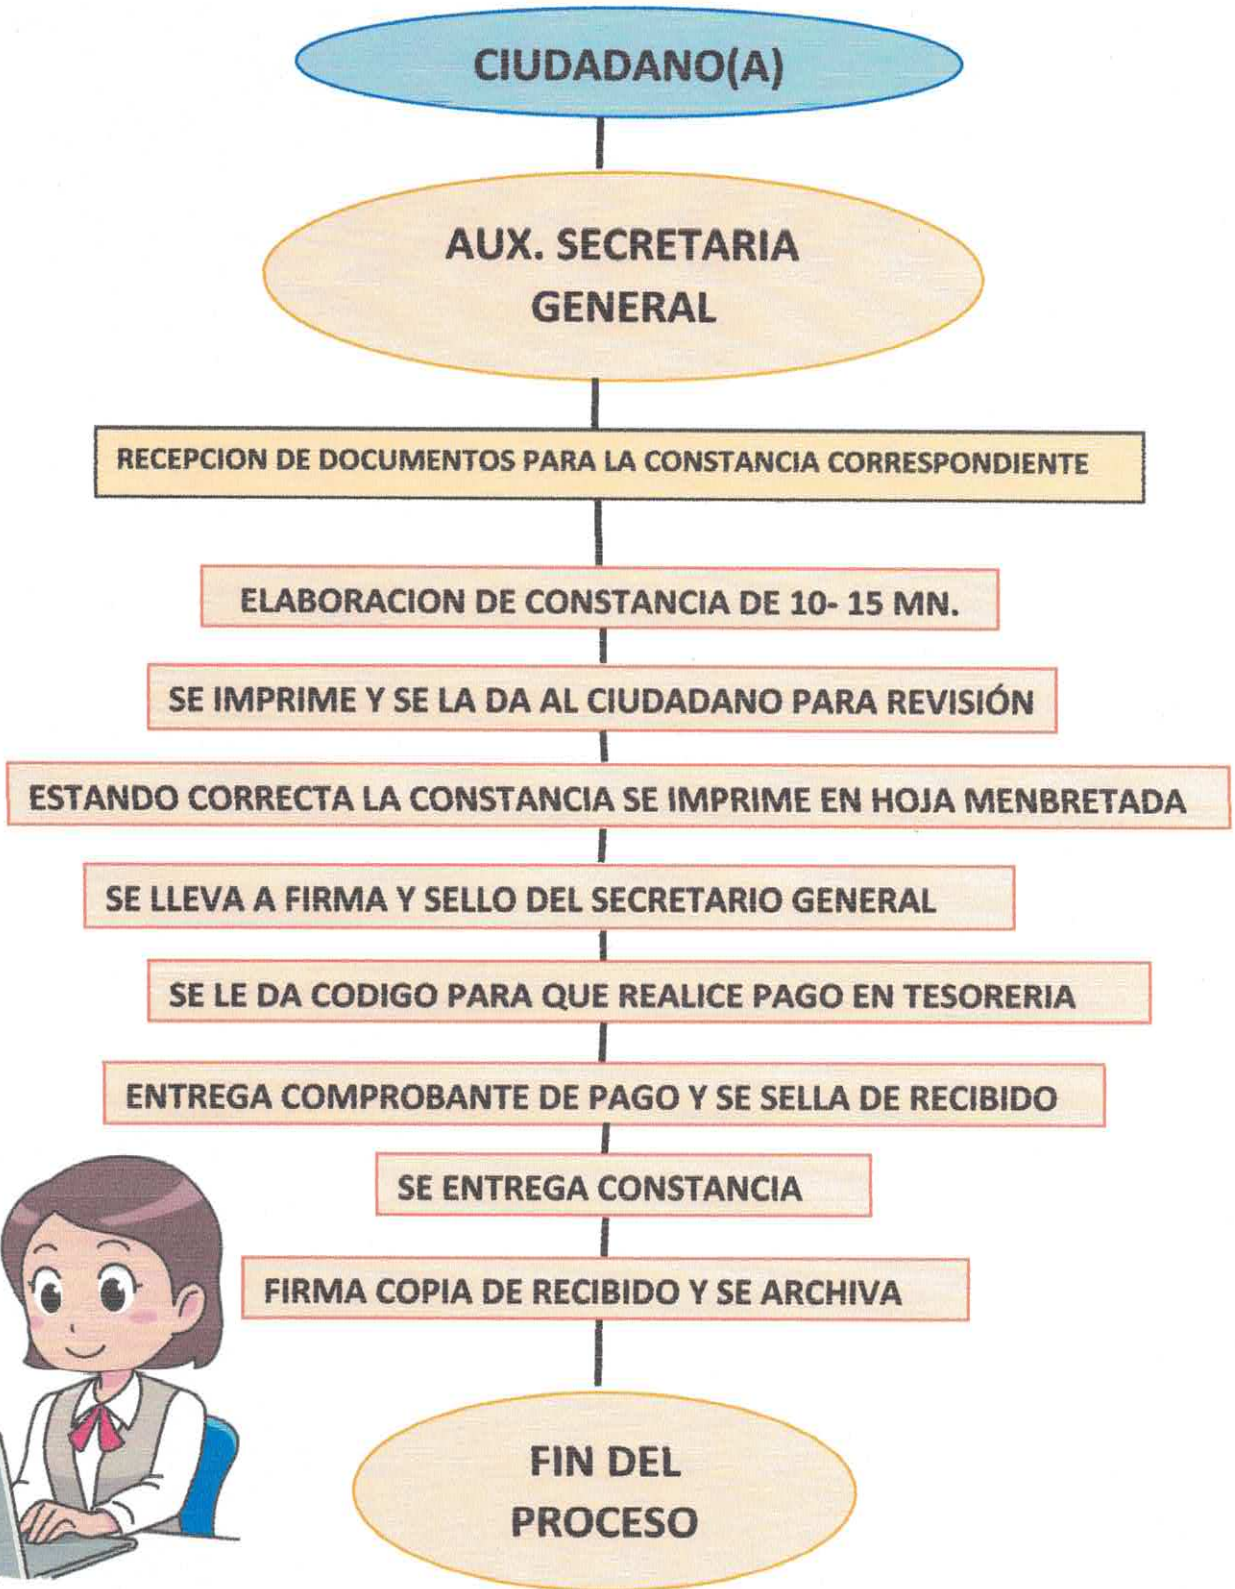 CIUDADANO(A)
AUX. SECRETARIA
GENERAL
RECEPCION DE DOCUMENTOS PARA LA CONSTANCIA CORRESPONDIENTE
ELABORACION DE CONSTANCIA DE 10- 15 MN.
SE IMPRIME Y SE LA DA AL CIUDADANO PARA REVISIÓN
ESTANDO CORRECTA LA CONSTANCIA SE IMPRIME EN HOJA MENBRETADA
SE LLEVA A FIRMA Y SELLO DEL SECRETARIO GENERAL
SE LE DA CODIGO PARA QUE REALICE PAGO EN TESORERIA
ENTREGA COMPROBANTE DE PAGO Y SE SELLA DE RECIBIDO
SE ENTREGA CONSTANCIA
FIRMA COPIA DE RECIBIDO Y SE ARCHIVA
FIN DEL
PROCESO